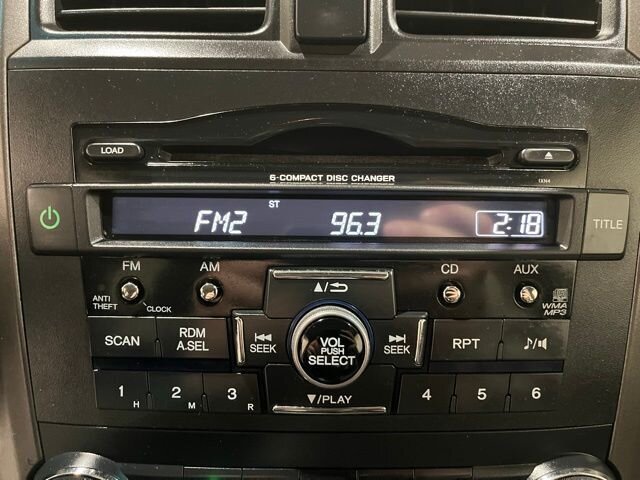 LOAD
6-COMPACT DISC CHANGER
ST
FM2 96.3 2:18
TITLE
FM AM CD AUX
ANTI THEFT
CLOCK
WMA
MP3
SCAN
RDM
A.SEL
SEEK
VOL
PUSH
SELECT
SEEK
RPT
▼/PLAY
1 H 2 M 3 R 4 5 6